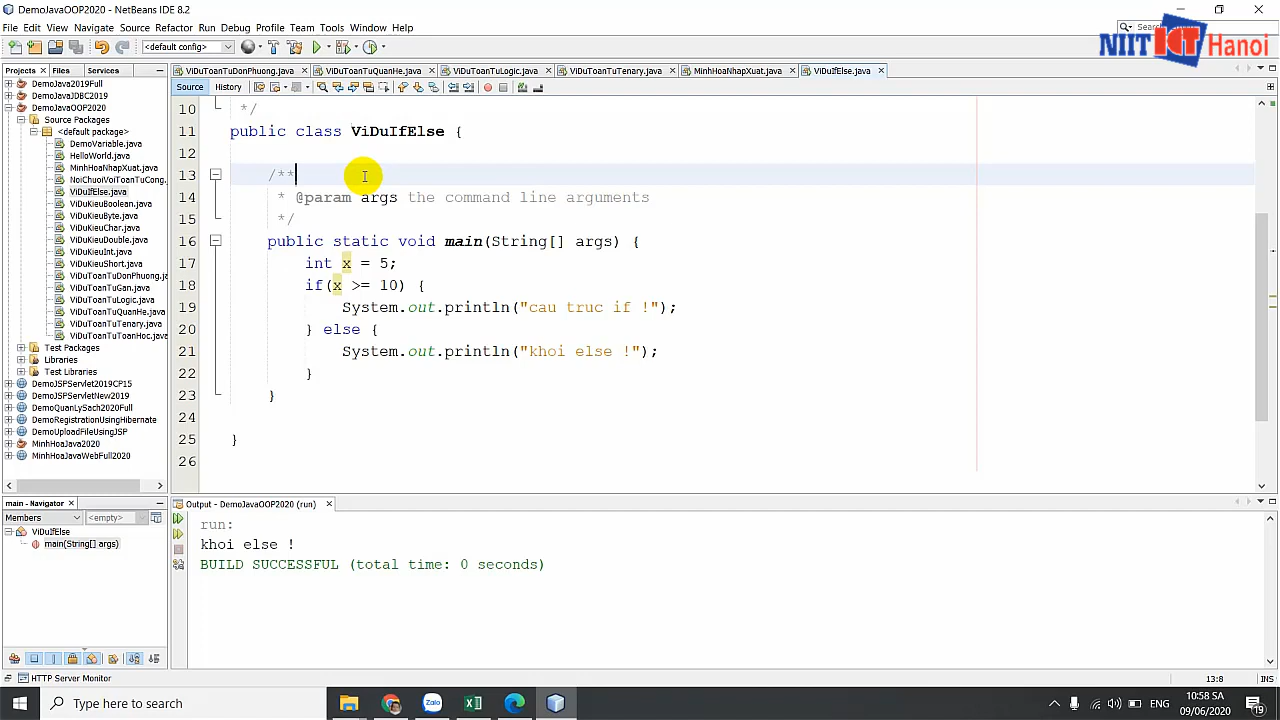 DemoJavaOOP2020 - NetBeans IDE 8.2
File Edit View Navigate Source Refactor Run Debug Profile Team Tools Window Help
<default config>
NIIT ICT Hanoi
Projects Files Services
ViDuToanTuDonPhuong.java ViDuToanTuQuanHe.java ViDuToanTuLogic.java ViDuToanTuTenary.java MinhHoaNhapXuat.java ViDuIfElse.java
Source History
DemoJava2019Full
DemoJavaJDBC2019
DemoJavaOOP2020
Source Packages
<default package>
DemoVariable.java
HelloWorld.java
MinhHoaNhapXuat.java
NoiChuoiVoiToanTuCong.
ViDuIfElse.java
ViDuKieuBoolean.java
ViDuKieuByte.java
ViDuKieuChar.java
ViDuKieuDouble.java
ViDuKieuInt.java
ViDuKieuShort.java
ViDuToanTuDonPhuong.j
ViDuToanTuGan.java
ViDuToanTuLogic.java
ViDuToanTuQuanHe.java
ViDuToanTuTenary.java
ViDuToanTuToanHoc.java
Test Packages
Libraries
Test Libraries
DemoJSPServlet2019CP15
DemoJSPServletNew2019
DemoQuanLySach2020Full
DemoRegistrationUsingHibernate
DemoUploadFileUsingJSP
MinhHoaJava2020
MinhHoaJavaWebFull2020
10 */
11 public class ViDuIfElse {
12
13 /**
14 * @param args the command line arguments
15 */
16 public static void main(String[] args) {
17 int x = 5;
18 if(x >= 10) {
19 System.out.println("cau truc if !");
20 } else {
21 System.out.println("khoi else !");
22 }
23 }
24
25 }
26
main - Navigator
Members <empty>
ViDuIfElse
main(String[] args)
Output - DemoJavaOOP2020 (run)
run:
khoi else !
BUILD SUCCESSFUL (total time: 0 seconds)
HTTP Server Monitor
13:8 INS
Type here to search
Zalo
10:58 SA
09/06/2020
19